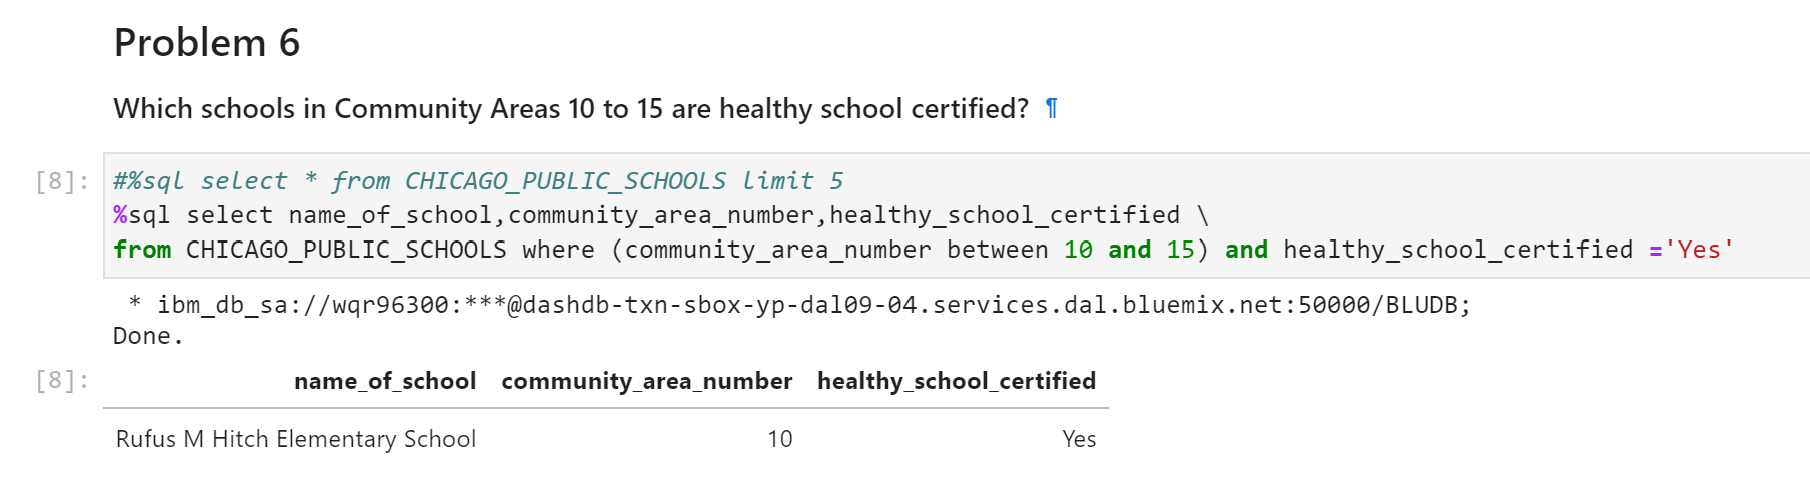 Problem 6
Which schools in Community Areas 10 to 15 are healthy school certified? ¶
[8]: #%sql select * from CHICAGO_PUBLIC_SCHOOLS limit 5
%sql select name_of_school,community_area_number,healthy_school_certified \
from CHICAGO_PUBLIC_SCHOOLS where (community_area_number between 10 and 15) and healthy_school_certified ='Yes'
* ibm_db_sa://wqr96300:***@dashdb-txn-sbox-yp-dal09-04.services.dal.bluemix.net:50000/BLUDB;
Done.
[8]: name_of_school community_area_number healthy_school_certified
Rufus M Hitch Elementary School 10 Yes